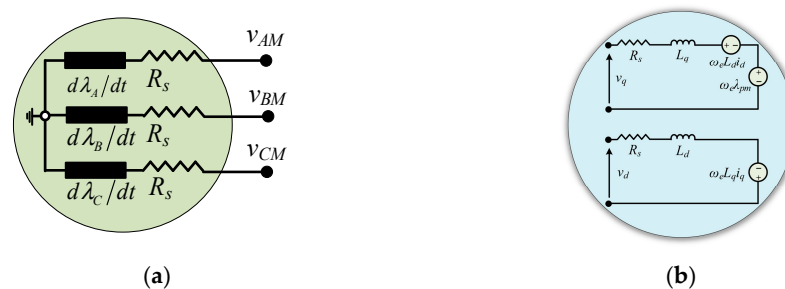 v_AM
dλ_A/dt R_s
v_BM
dλ_B/dt R_s
v_CM
dλ_C/dt R_s
(a)
R_s L_q + − ω_e L_d i_d
v_q + − ω_e λ_pm
R_s L_d
v_d − + ω_e L_q i_q
(b)